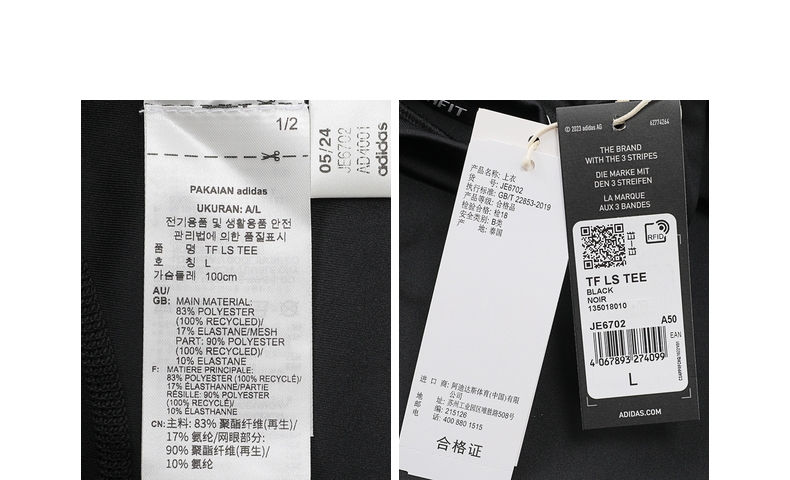 1/2
PAKAIAN adidas
UKURAN: A/L
전기용품 및 생활용품 안전
관리법에 의한 품질표시
품 명 TF LS TEE
호 칭 L
가슴둘레 100cm
AU/
GB: MAIN MATERIAL:
83% POLYESTER
(100% RECYCLED)/
17% ELASTANE/MESH
PART: 90% POLYESTER
(100% RECYCLED)/
10% ELASTANE
F: MATIERE PRINCIPALE:
83% POLYESTER (100% RECYCLÉ)/
17% ÉLASTHANNE/PARTIE
RÉSILLE: 90% POLYESTER
(100% RECYCLÉ)/
10% ÉLASTHANNE
CN: 主料: 83% 聚酯纤维(再生)/
17% 氨纶/网眼部分:
90% 聚酯纤维(再生)/
10% 氨纶
05/24
JE6702
AD4001
adidas
FIT
产品名称: 上衣
货 号: JE6702
执行标准: GB/T 22853-2019
产品等级: 合格品
检验合格: 检18
安全类别: B类
产 地: 泰国
进 口 商: 阿迪达斯体育(中国)有限
公司
地 址: 苏州工业园区唯胜路508号
邮 编: 215126
电 话: 400 880 1515
合格证
© 2023 adidas AG
62774264
THE BRAND
WITH THE 3 STRIPES
DIE MARKE MIT
DEN 3 STREIFEN
LA MARQUE
AUX 3 BANDES
RFID
TF LS TEE
BLACK
NOIR
135018010
JE6702 A50
EAN
4 067893 274099
L
ADIDAS.COM